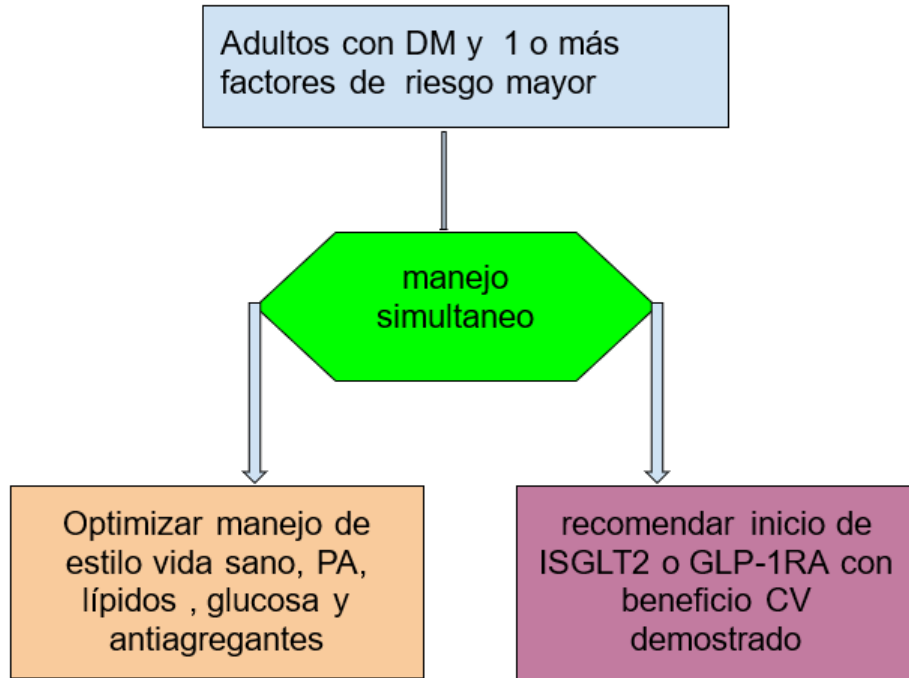 Adultos con DM y 1 o más
factores de riesgo mayor
manejo
simultaneo
Optimizar manejo de
estilo vida sano, PA,
lípidos , glucosa y
antiagregantes
recomendar inicio de
ISGLT2 o GLP-1RA con
beneficio CV
demostrado